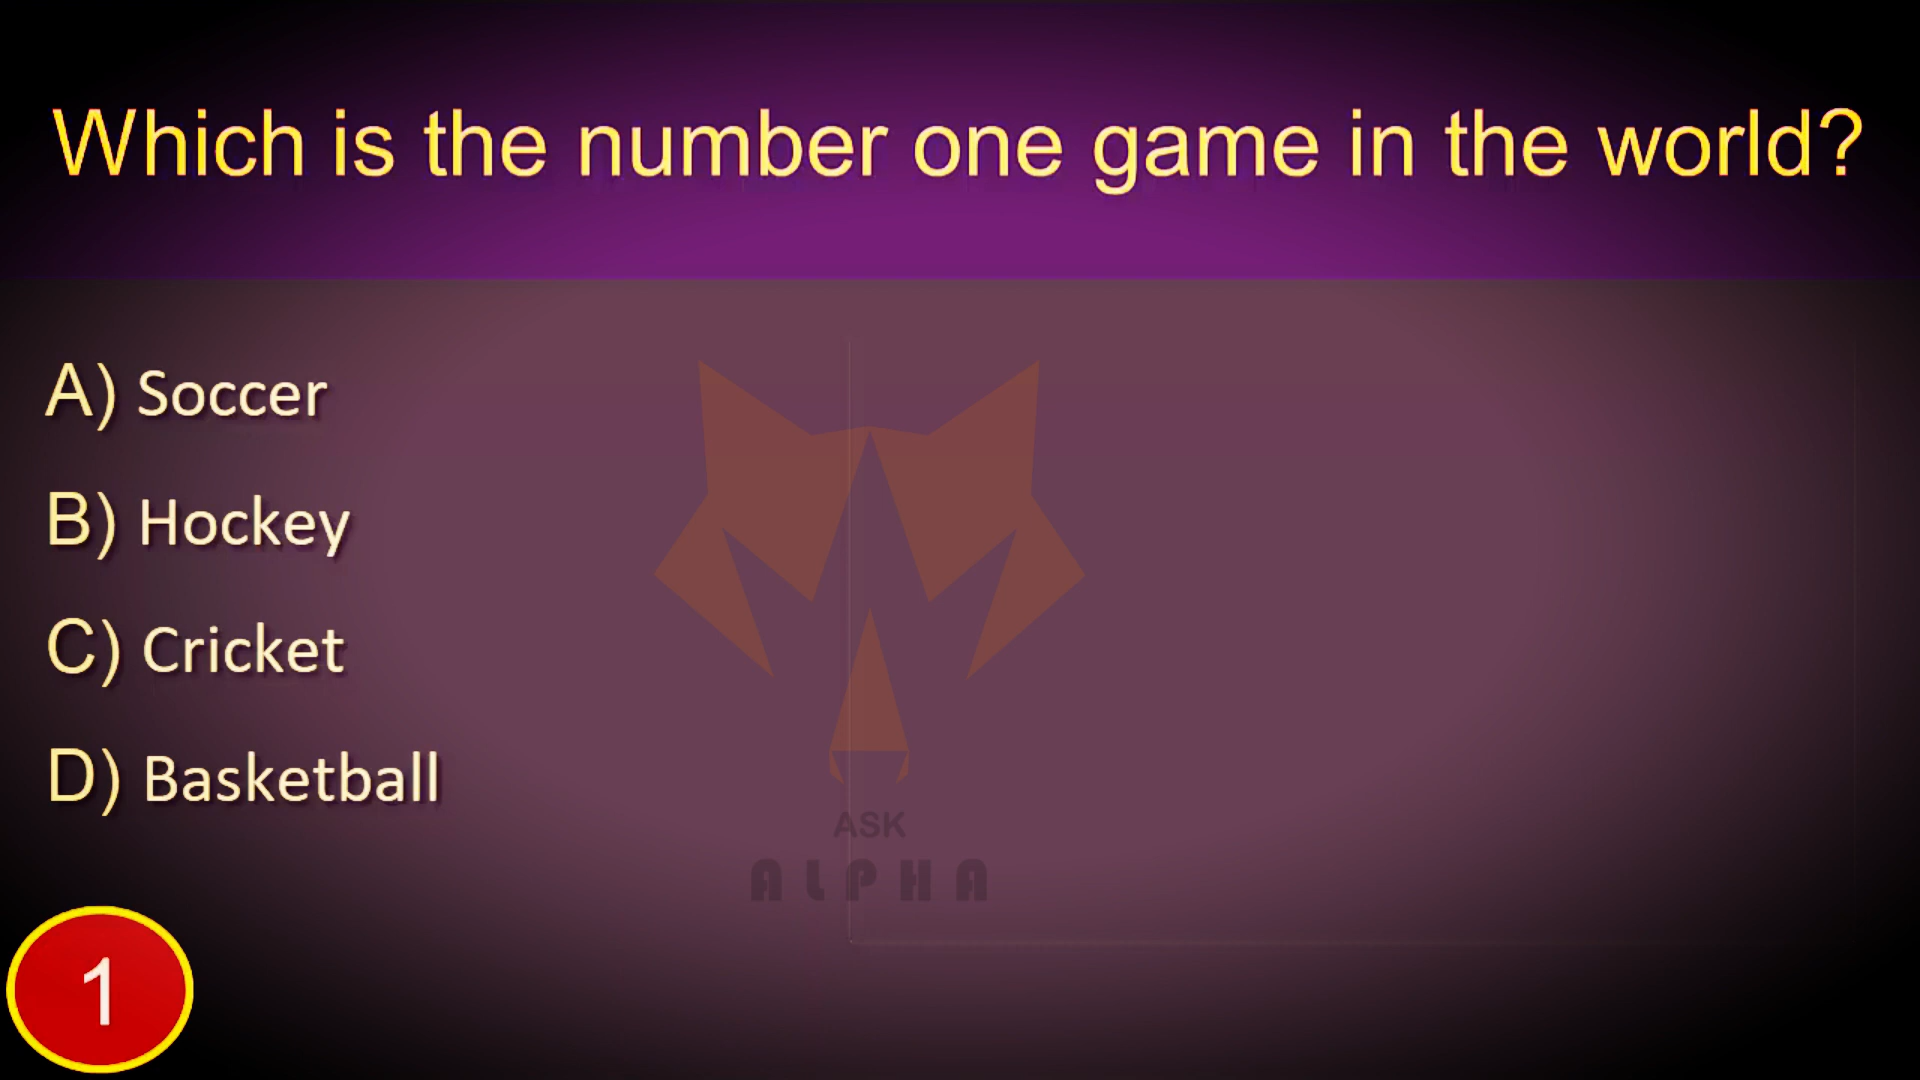 Which is the number one game in the world?
A) Soccer
B) Hockey
C) Cricket
D) Basketball
ASK
ALPHA
1